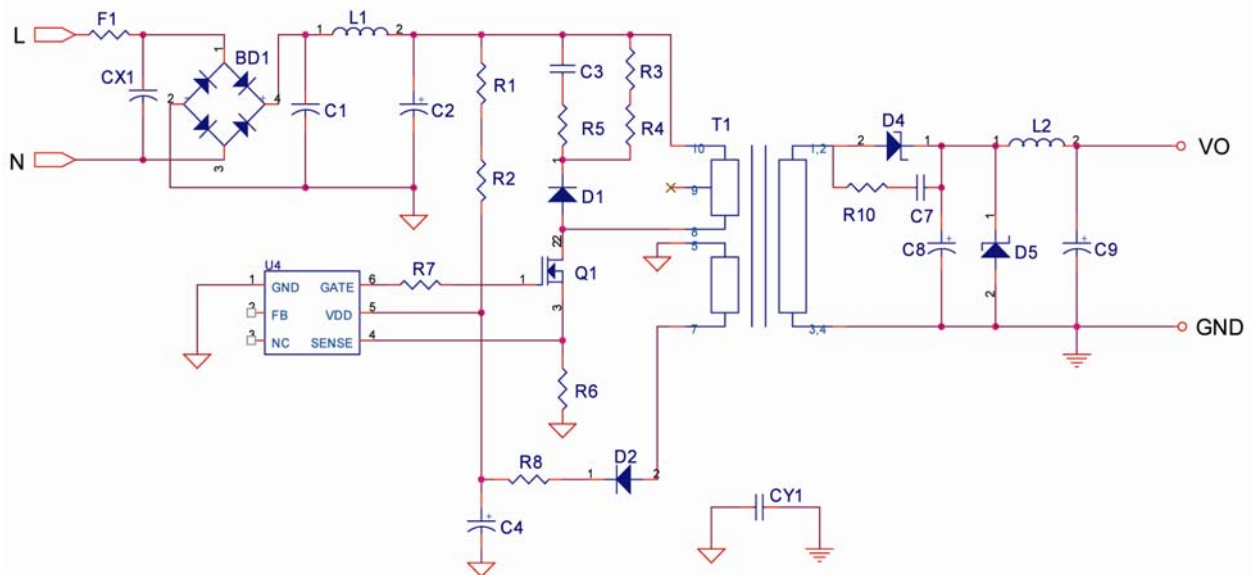 F1
L
L1
1
2
BD1
1
CX1
2
-
+
4
C1
C2
+
3
N
R1
C3
R3
R5
R4
R2
1
D1
T1
10
9
8
5
7
1,2
3,4
D4
2
1
1
L2
2
VO
R10
C7
C8
+
1
D5
2
C9
+
GND
22
Q1
1
3
U4
1
GND
GATE
6
R7
2
FB
VDD
5
3
NC
SENSE
4
R6
R8
1
D2
2
C4
+
CY1